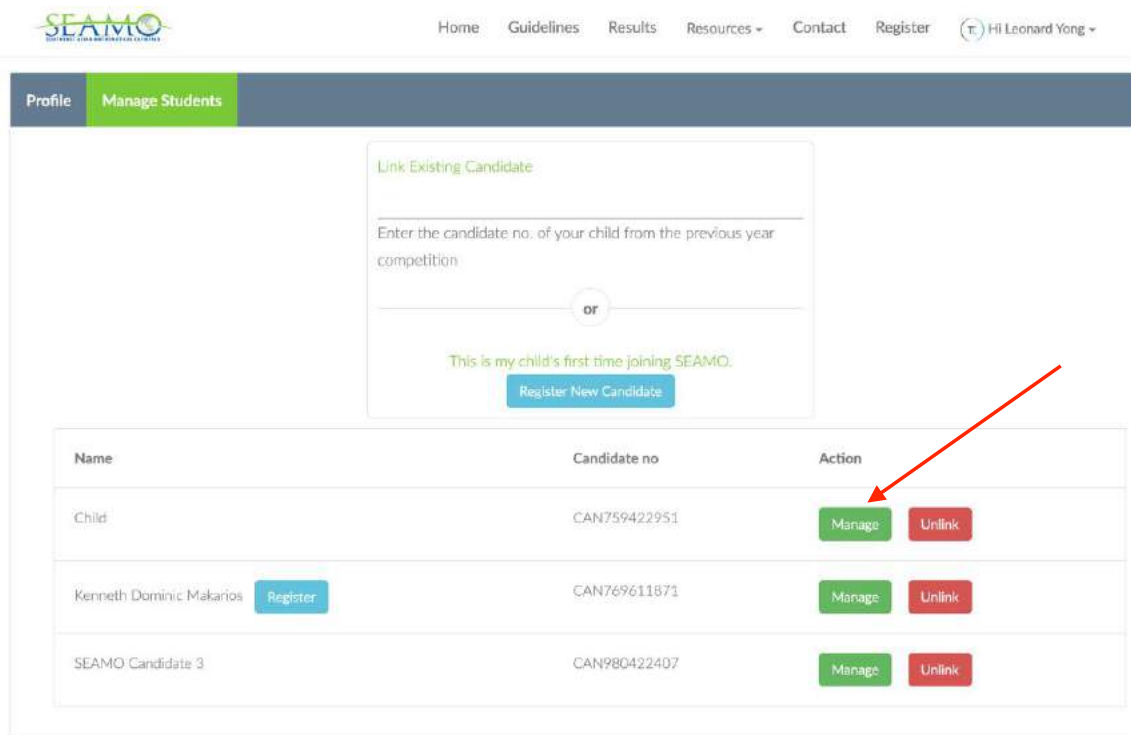 SEAMO
Home Guidelines Results Resources Contact Register Hi Leonard Yong
Profile Manage Students
Link Existing Candidate
Enter the candidate no. of your child from the previous year
competition
or
This is my child's first time joining SEAMO.
Register New Candidate
Name Candidate no Action
Child CAN759422951 Manage Unlink
Kenneth Dominic Makarios Register CAN769611871 Manage Unlink
SEAMO Candidate 3 CAN980422407 Manage Unlink